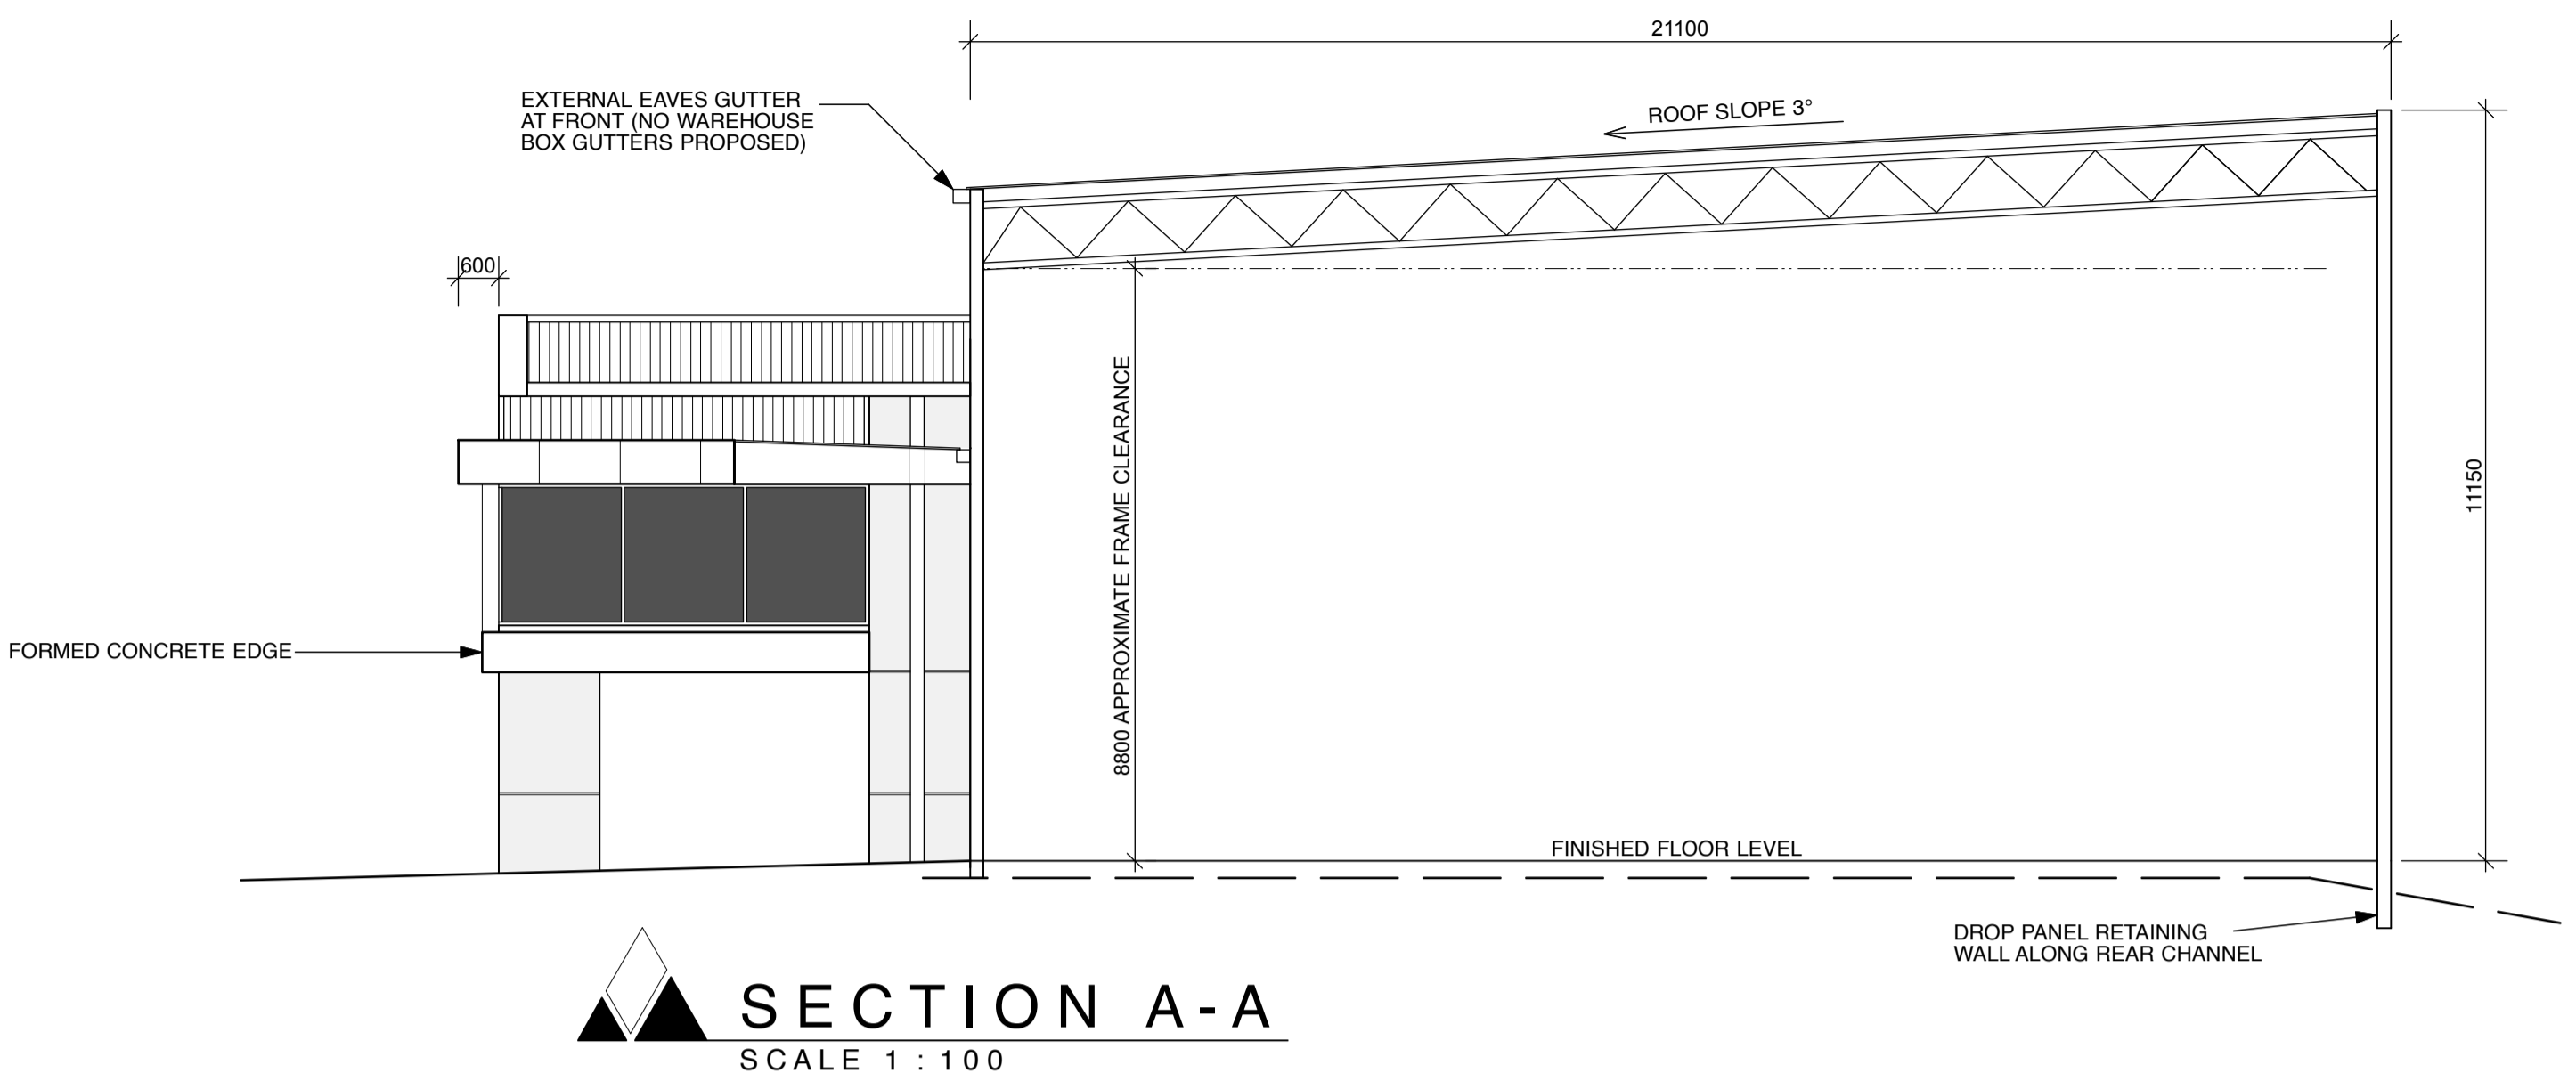 21100
EXTERNAL EAVES GUTTER
AT FRONT (NO WAREHOUSE
BOX GUTTERS PROPOSED)
ROOF SLOPE 3°
600
8800 APPROXIMATE FRAME CLEARANCE
11150
FORMED CONCRETE EDGE
FINISHED FLOOR LEVEL
DROP PANEL RETAINING
WALL ALONG REAR CHANNEL
SECTION A-A
SCALE 1 : 100